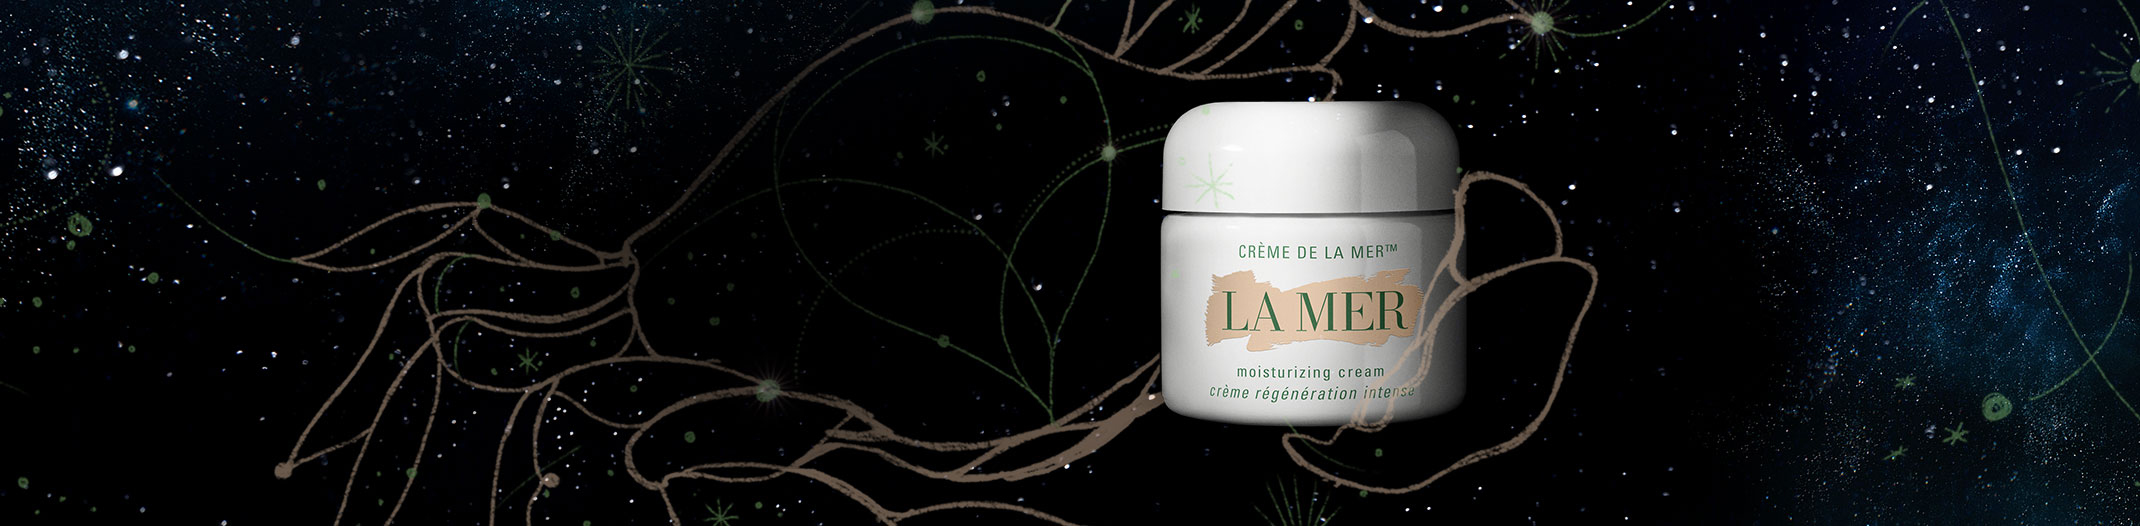 CRÈME DE LA MER™
LA MER
moisturizing cream
crème régénération intense